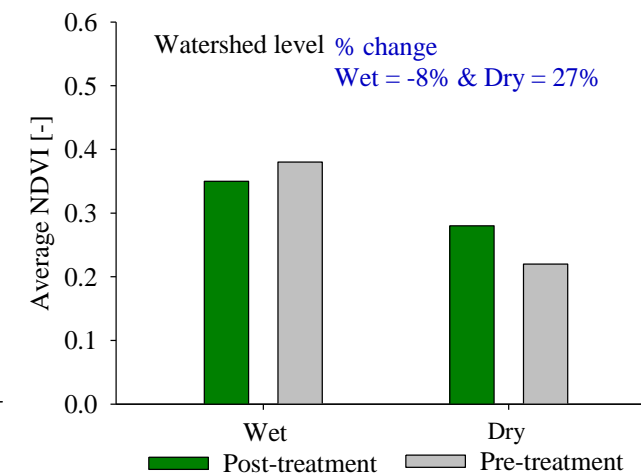 0.6
Watershed level % change
Wet = -8% & Dry = 27%
0.5
0.4
0.3
0.2
0.1
0.0
Average NDVI [-]
Wet Dry
Post-treatment Pre-treatment